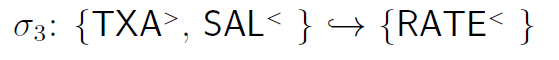 σ₃: {TXA^>, SAL^< } ↪ {RATE^< }